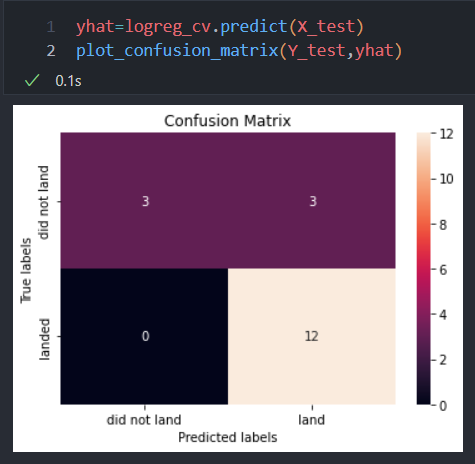 1 yhat=logreg_cv.predict(X_test)
2 plot_confusion_matrix(Y_test,yhat)
✓ 0.1s
Confusion Matrix
did not land
3 3
landed
0 12
True labels
did not land land
Predicted labels
12
10
8
6
4
2
0